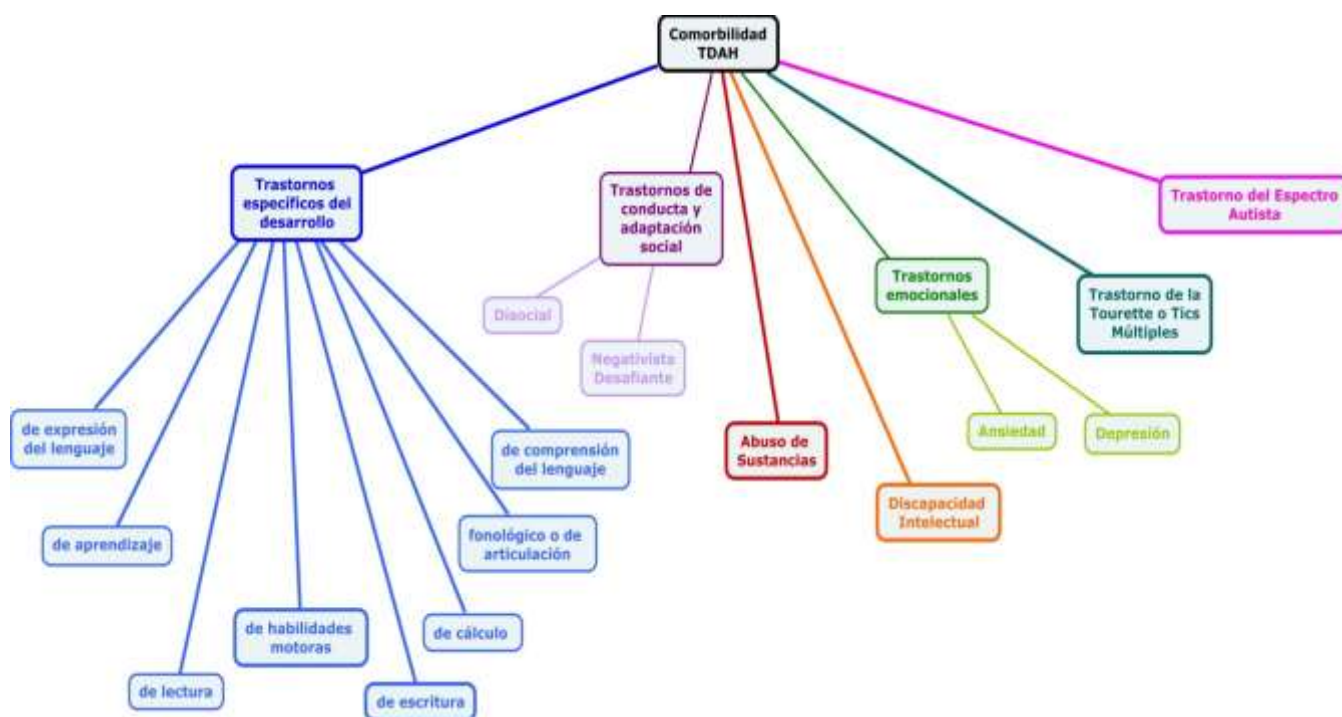 Comorbilidad
TDAH
Trastornos
específicos del
desarrollo
Trastornos de
conducta y
adaptación
social
Trastorno del Espectro
Autista
Trastornos
emocionales
Trastorno de la
Tourette o Tics
Múltiples
Disocial
Negativista
Desafiante
de expresión
del lenguaje
de comprensión
del lenguaje
Abuso de
Sustancias
Ansiedad
Depresión
Discapacidad
Intelectual
de aprendizaje
fonológico o de
articulación
de habilidades
motoras
de cálculo
de lectura
de escritura